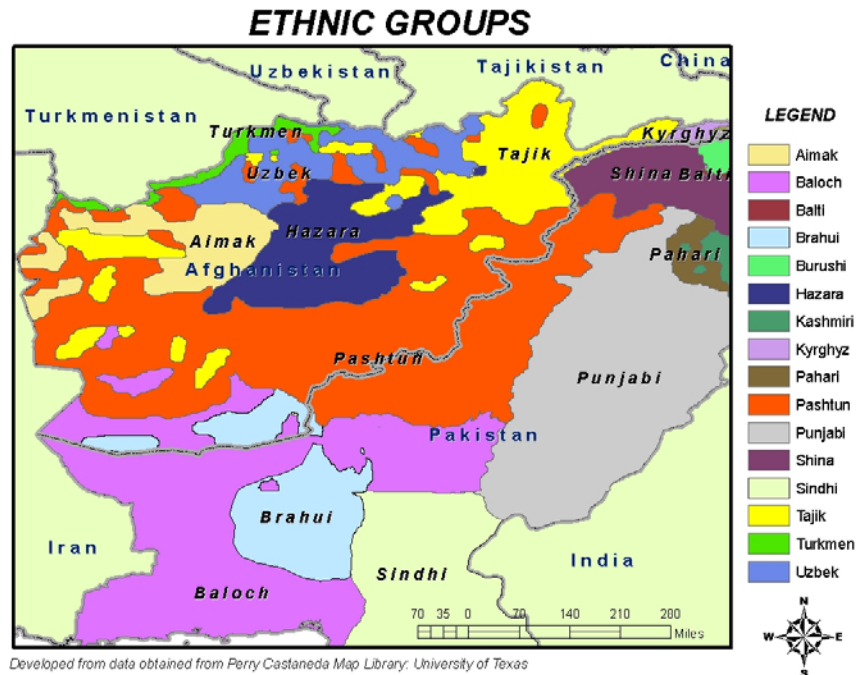 ETHNIC GROUPS
China
Tajikistan
Uzbekistan
Turkmenistan
Turkmen
Kyrghyz
Tajik
Uzbek
Shina
Hazara
Aimak
Pahari
Afghanistan
Pashtun
Punjabi
Pakistan
Brahui
Iran
India
Sindhi
Baloch
70 35 0 70 140 210 280
Miles
LEGEND
Aimak
Baloch
Balti
Brahui
Burushi
Hazara
Kashmiri
Kyrghyz
Pahari
Pashtun
Punjabi
Shina
Sindhi
Tajik
Turkmen
Uzbek
N
W E
S
Developed from data obtained from Perry Castaneda Map Library: University of Texas